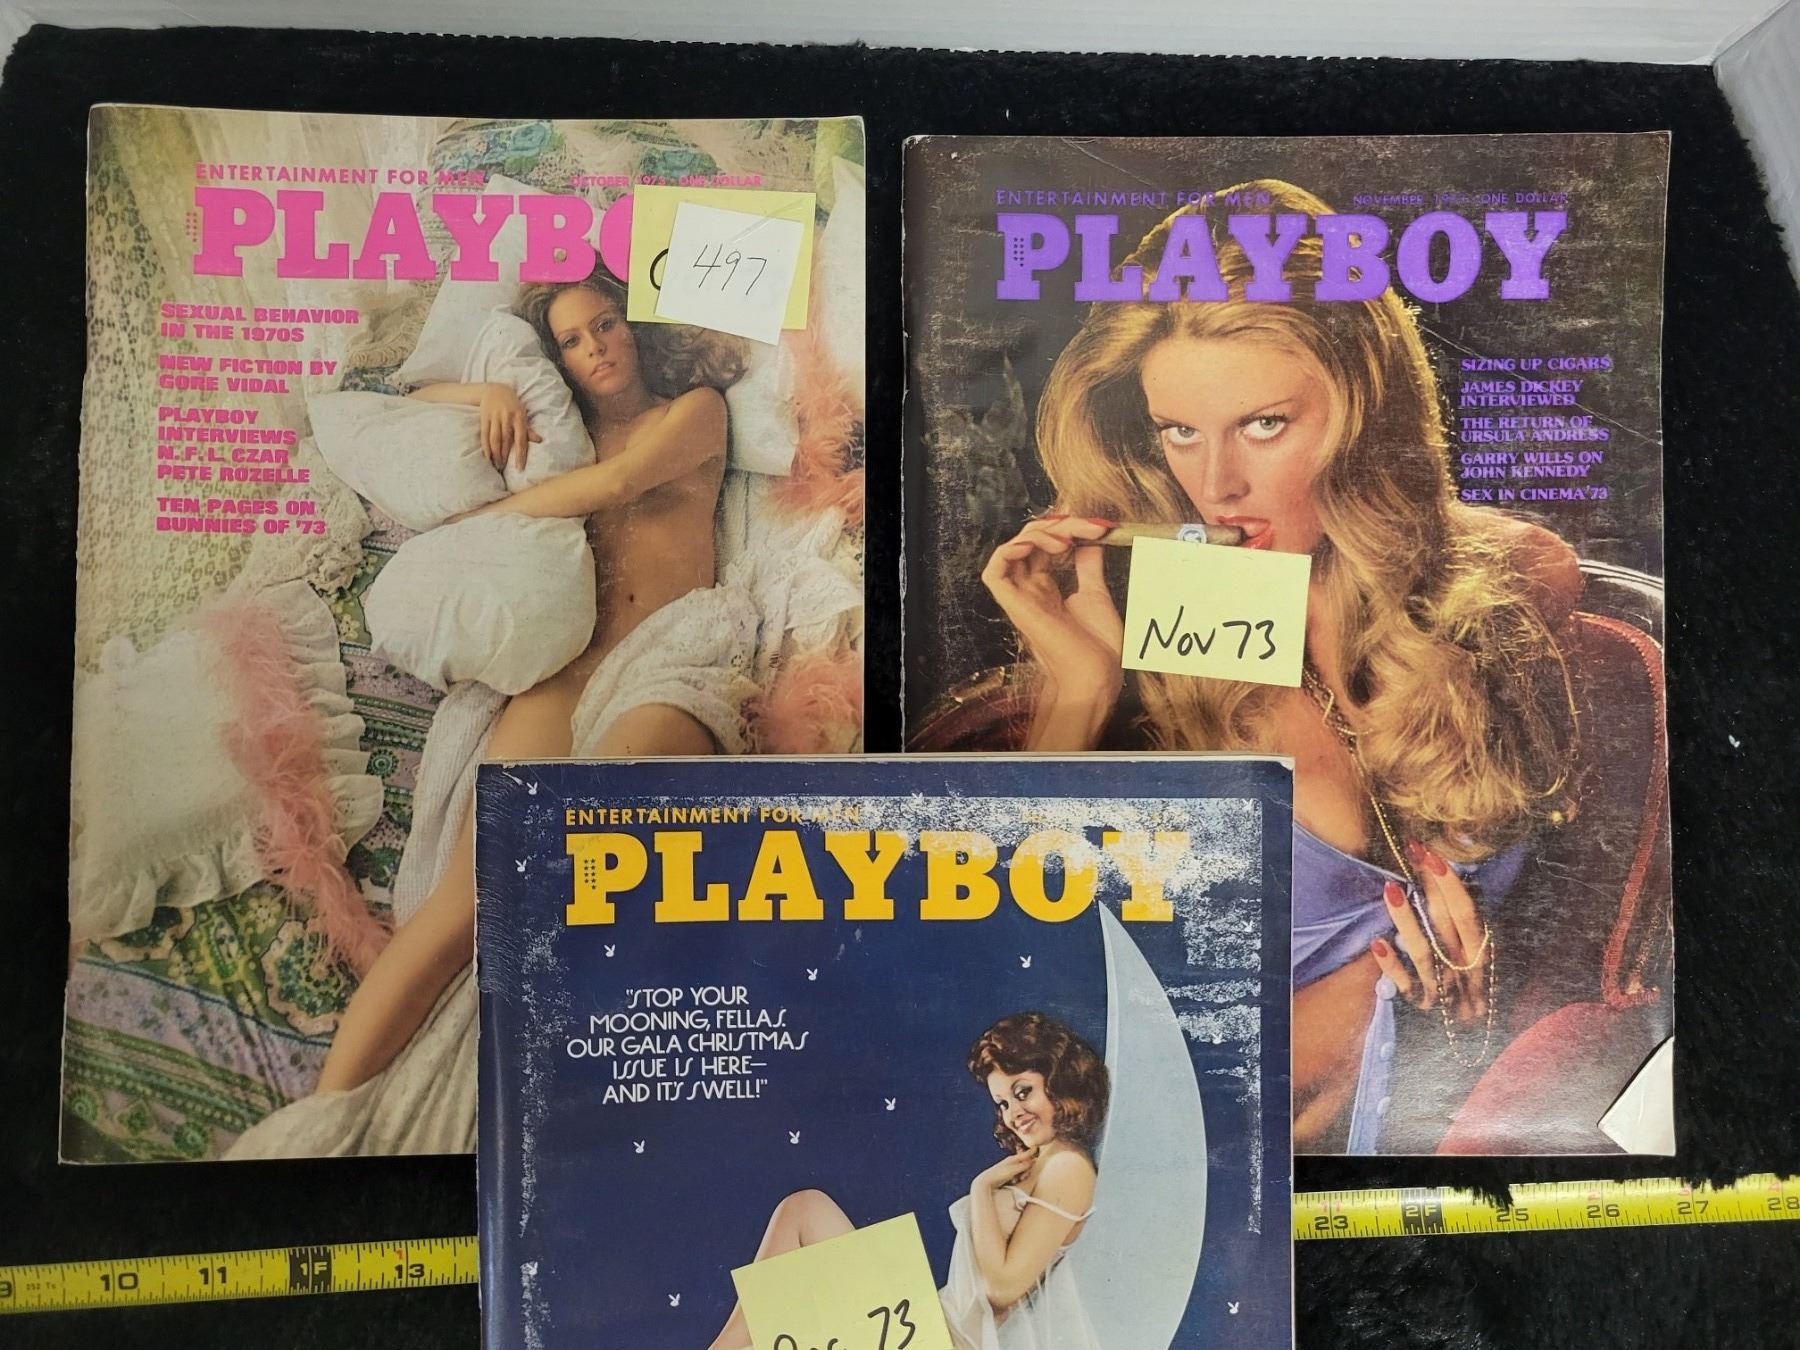 ENTERTAINMENT FOR MEN
OCTOBER 1973 • ONE DOLLAR
PLAYBO
497
SEXUAL BEHAVIOR
IN THE 1970S
NEW FICTION BY
GORE VIDAL
PLAYBOY
INTERVIEWS
N.F.L. CZAR
PETE ROZELLE
TEN PAGES ON
BUNNIES OF '73
ENTERTAINMENT FOR MEN
NOVEMBER 1973 • ONE DOLLAR
PLAYBOY
SIZING UP CIGARS
JAMES DICKEY
INTERVIEWED
THE RETURN OF
URSULA ANDRESS
GARRY WILLS ON
JOHN KENNEDY
SEX IN CINEMA '73
Nov 73
ENTERTAINMENT FOR MEN
PLAYBOY
"STOP YOUR
MOONING, FELLAS.
OUR GALA CHRISTMAS
ISSUE IS HERE—
AND IT'S SWELL!"
73
9 10 11 1F 13
23 2F 25 26 27 28